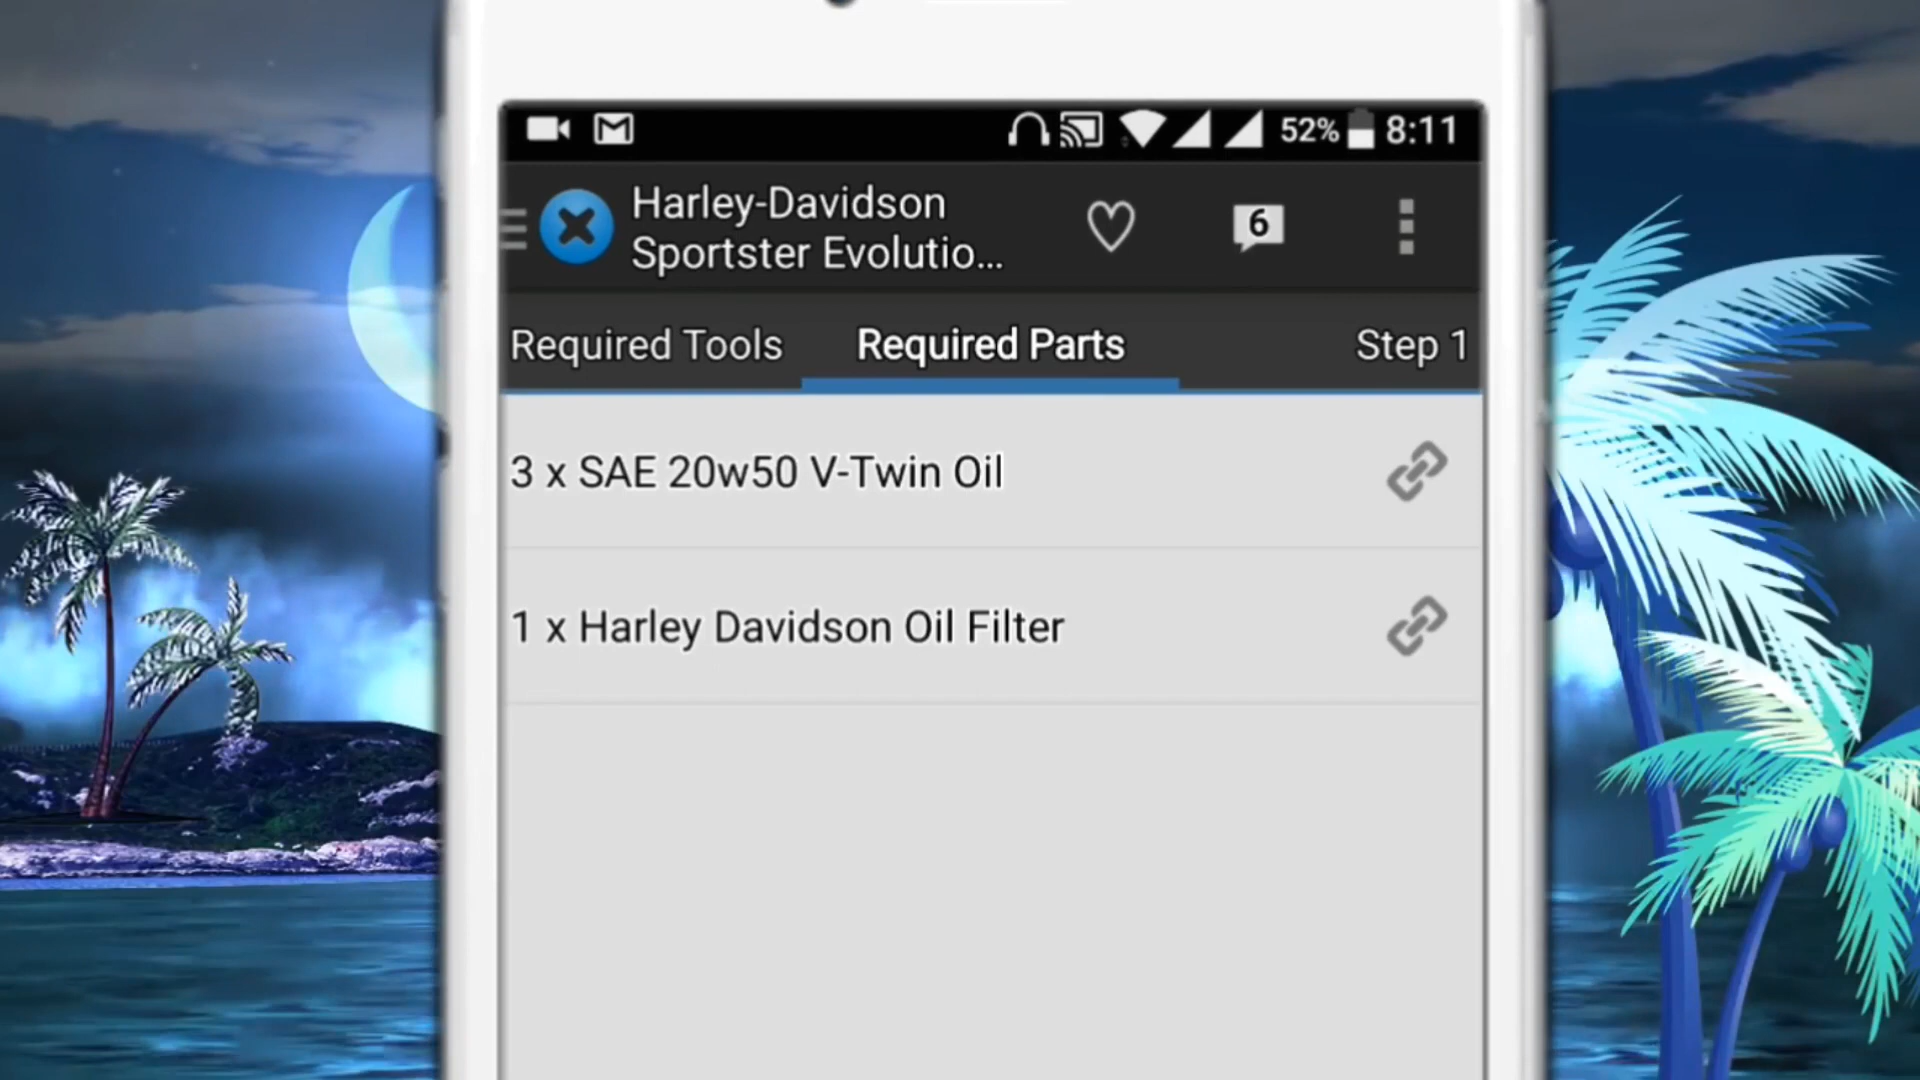 52% 8:11
Harley-Davidson
Sportster Evolutio...
6
Required Tools Required Parts Step 1
3 x SAE 20w50 V-Twin Oil
1 x Harley Davidson Oil Filter